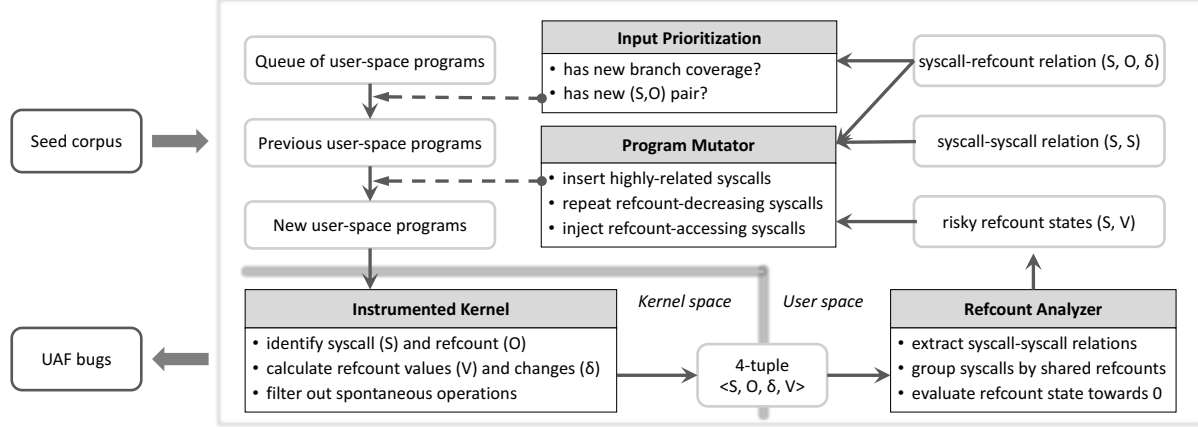 Seed corpus
UAF bugs
Queue of user-space programs
Previous user-space programs
New user-space programs
Input Prioritization
• has new branch coverage?
• has new (S,O) pair?
Program Mutator
• insert highly-related syscalls
• repeat refcount-decreasing syscalls
• inject refcount-accessing syscalls
syscall-refcount relation (S, O, δ)
syscall-syscall relation (S, S)
risky refcount states (S, V)
Instrumented Kernel
• identify syscall (S) and refcount (O)
• calculate refcount values (V) and changes (δ)
• filter out spontaneous operations
Kernel space
User space
4-tuple
<S, O, δ, V>
Refcount Analyzer
• extract syscall-syscall relations
• group syscalls by shared refcounts
• evaluate refcount state towards 0